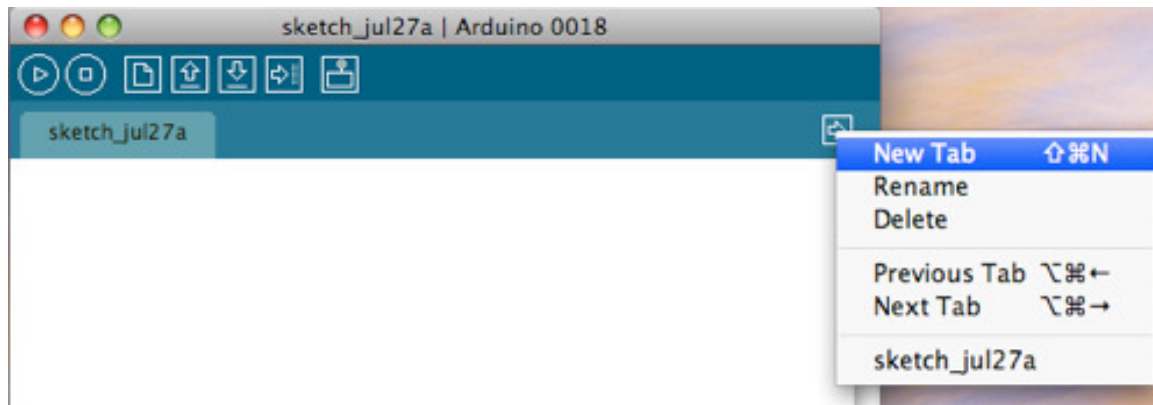 sketch_jul27a | Arduino 0018
sketch_jul27a
New Tab ⇧⌘N
Rename
Delete
Previous Tab ⌥⌘←
Next Tab ⌥⌘→
sketch_jul27a